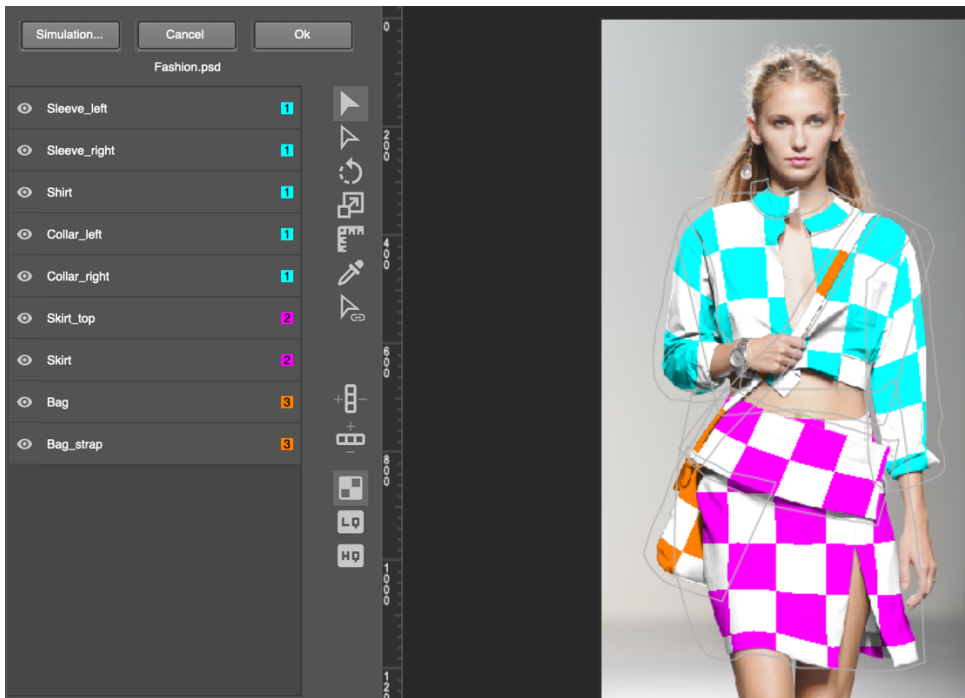 Simulation... Cancel Ok
Fashion.psd
Sleeve_left 1
Sleeve_right 1
Shirt 1
Collar_left 1
Collar_right 1
Skirt_top 2
Skirt 2
Bag 3
Bag_strap 3
LQ
HQ
0
200
400
600
800
1000
12